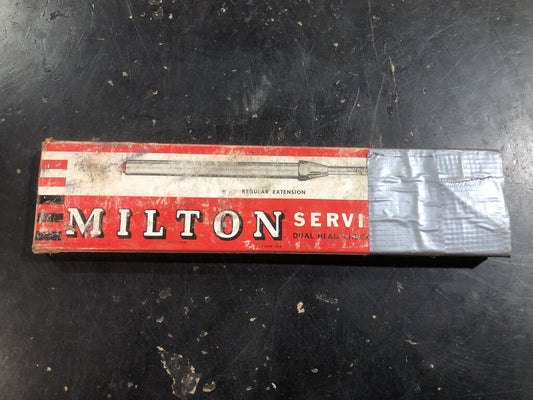 REGULAR EXTENSION
MILTON SERVI
DUAL HEAD